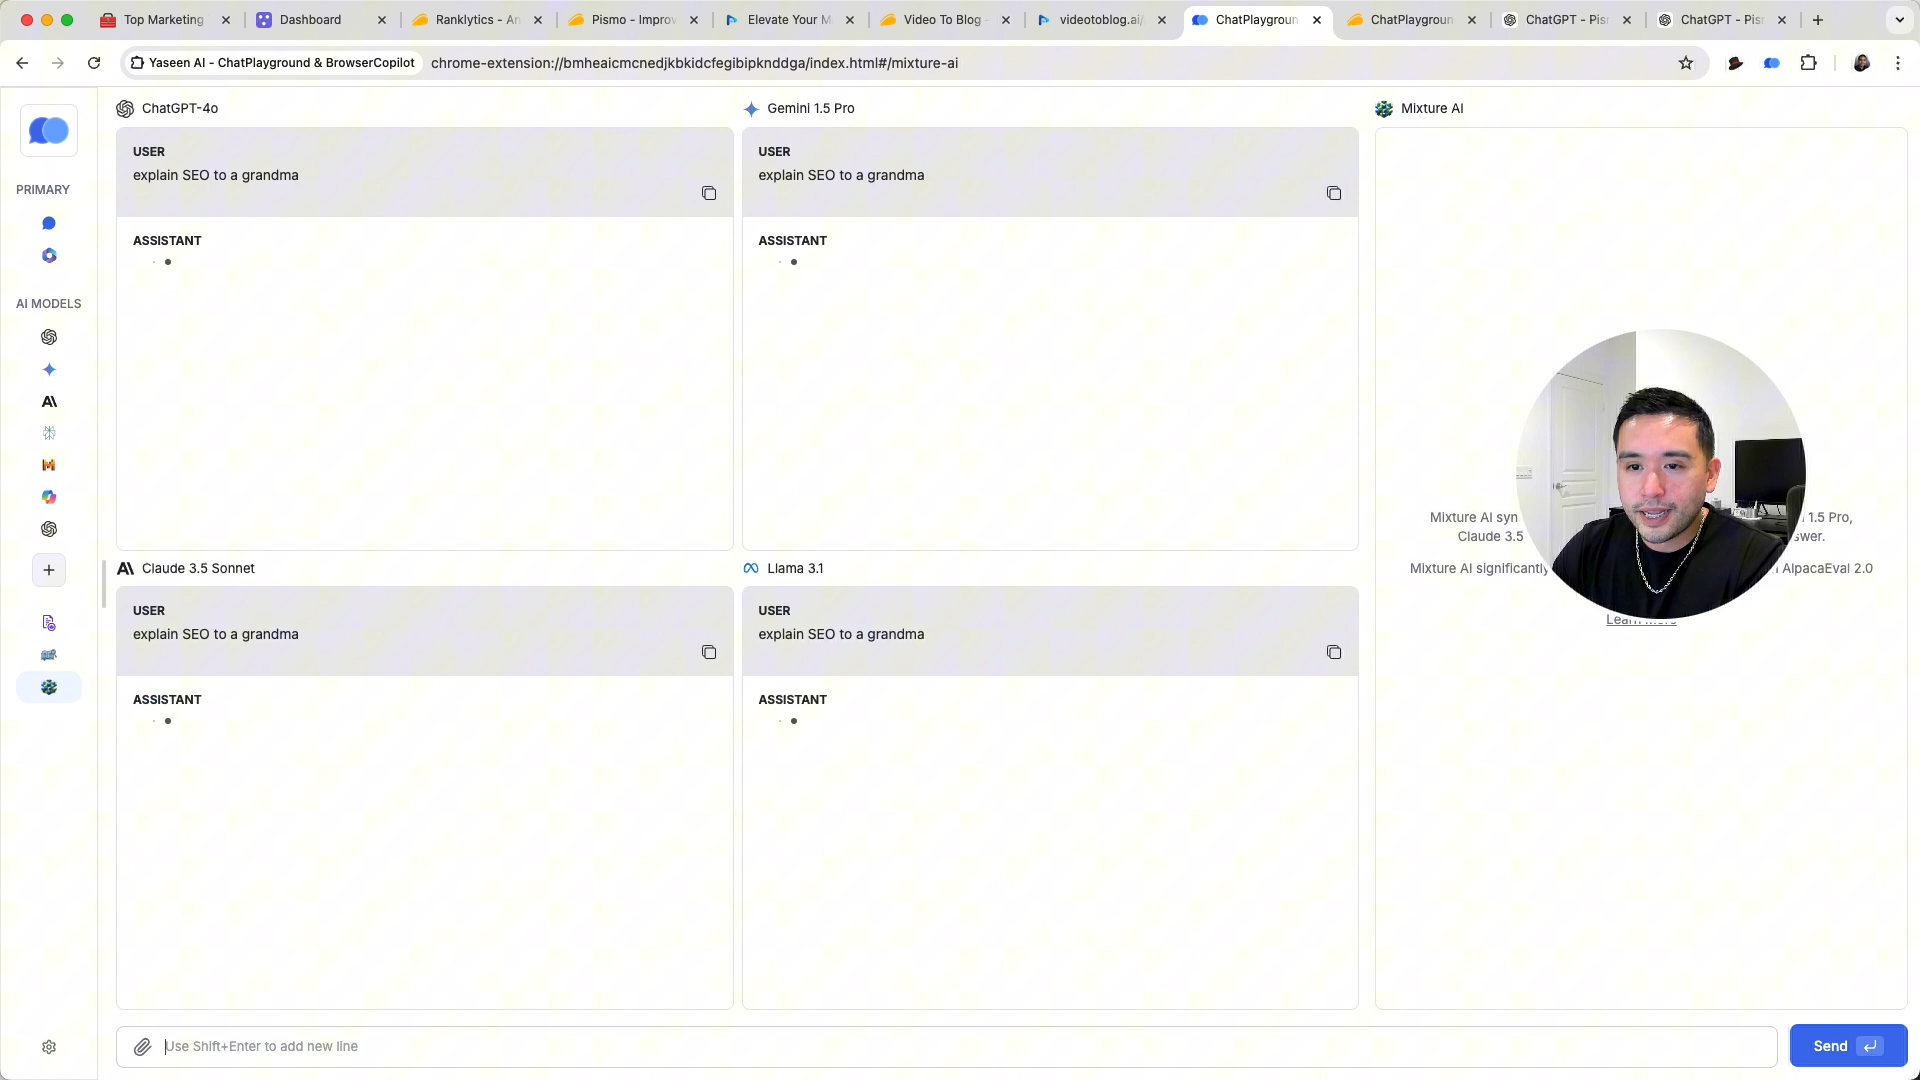 Top Marketing
Dashboard
Ranklytics - An
Pismo - Improv
Elevate Your M
Video To Blog -
videotoblog.ai/
ChatPlaygroun
ChatPlaygroun
ChatGPT - Pis
ChatGPT - Pis
Yaseen AI - ChatPlayground & BrowserCopilot
chrome-extension://bmheaicmcnedjkbkidcfegibipknddga/index.html#/mixture-ai
PRIMARY
AI MODELS
ChatGPT-4o
USER
explain SEO to a grandma
ASSISTANT
Gemini 1.5 Pro
USER
explain SEO to a grandma
ASSISTANT
Claude 3.5 Sonnet
USER
explain SEO to a grandma
ASSISTANT
Llama 3.1
USER
explain SEO to a grandma
ASSISTANT
Mixture AI
Mixture AI syn 1.5 Pro,
Claude 3.5 swer.
Mixture AI significantly AlpacaEval 2.0
Learn More
Use Shift+Enter to add new line
Send